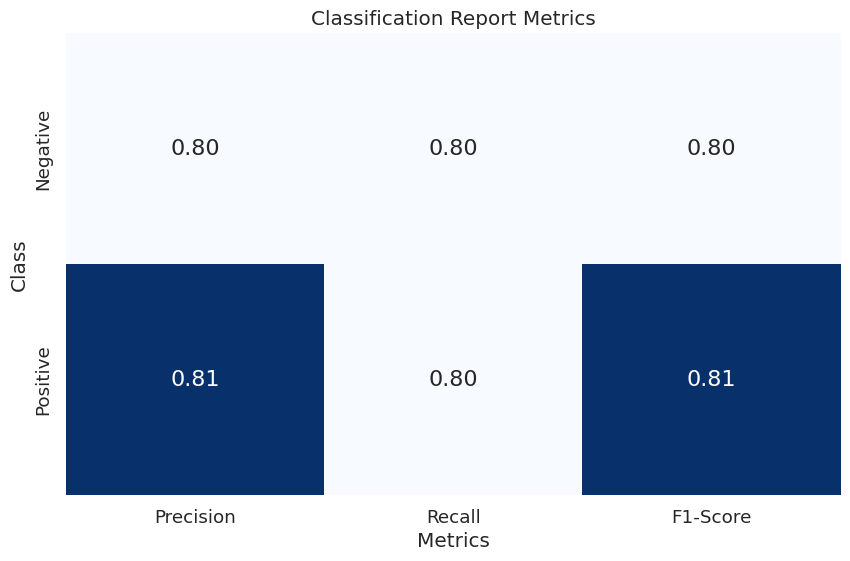 Classification Report Metrics
Class
Negative
0.80 0.80 0.80
Positive
0.81 0.80 0.81
Precision Recall F1-Score
Metrics